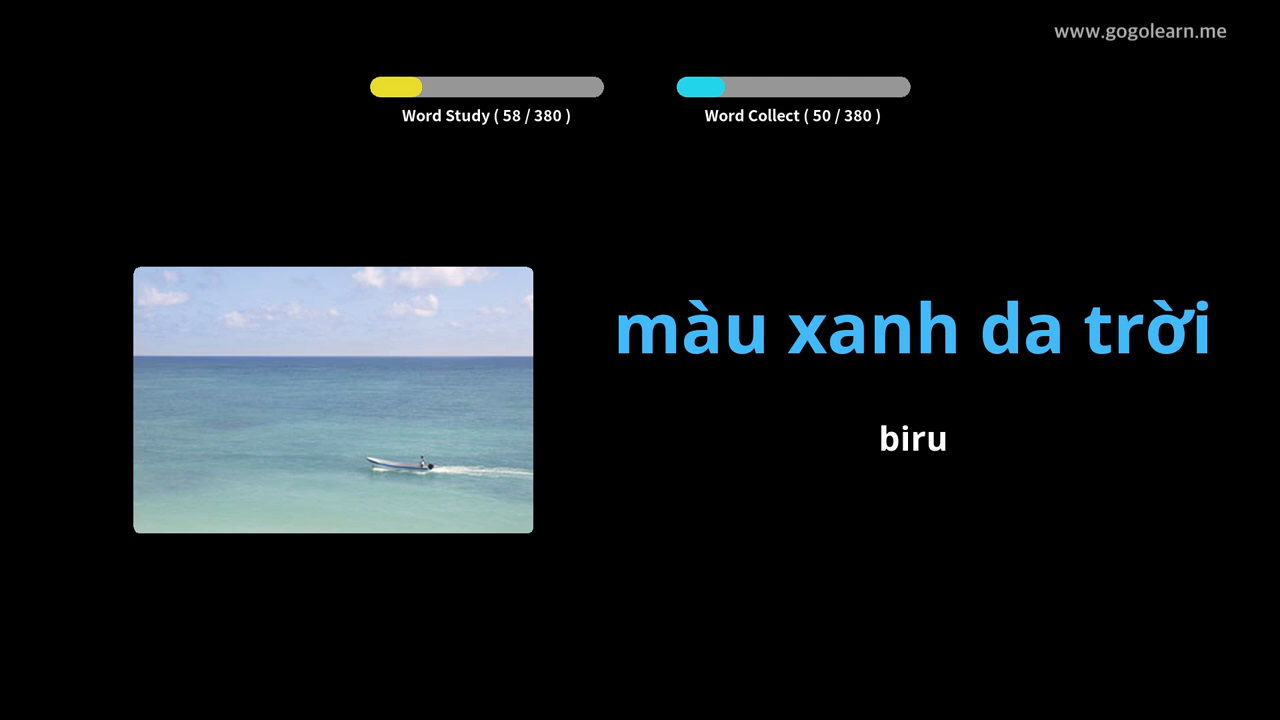 www.gogolearn.me
Word Study ( 58 / 380 )
Word Collect ( 50 / 380 )
màu xanh da trời
biru